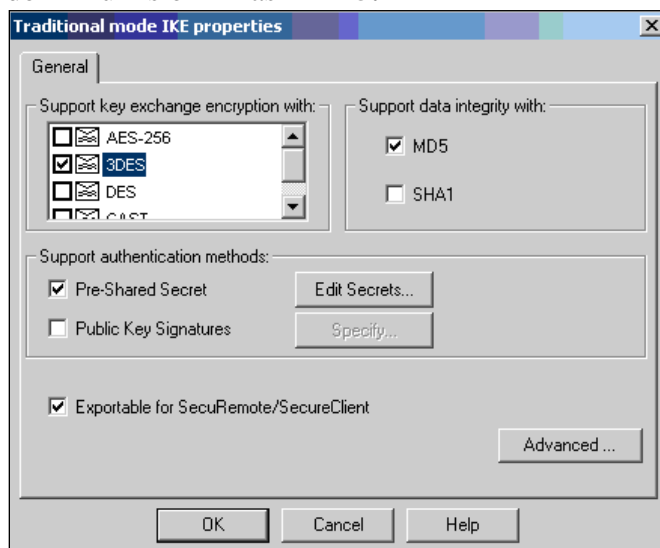 Traditional mode IKE properties
General
Support key exchange encryption with:
Support data integrity with:
AES-256
3DES
DES
CAST
MD5
SHA1
Support authentication methods:
Pre-Shared Secret
Edit Secrets...
Public Key Signatures
Specify...
Exportable for SecuRemote/SecureClient
Advanced ...
OK
Cancel
Help